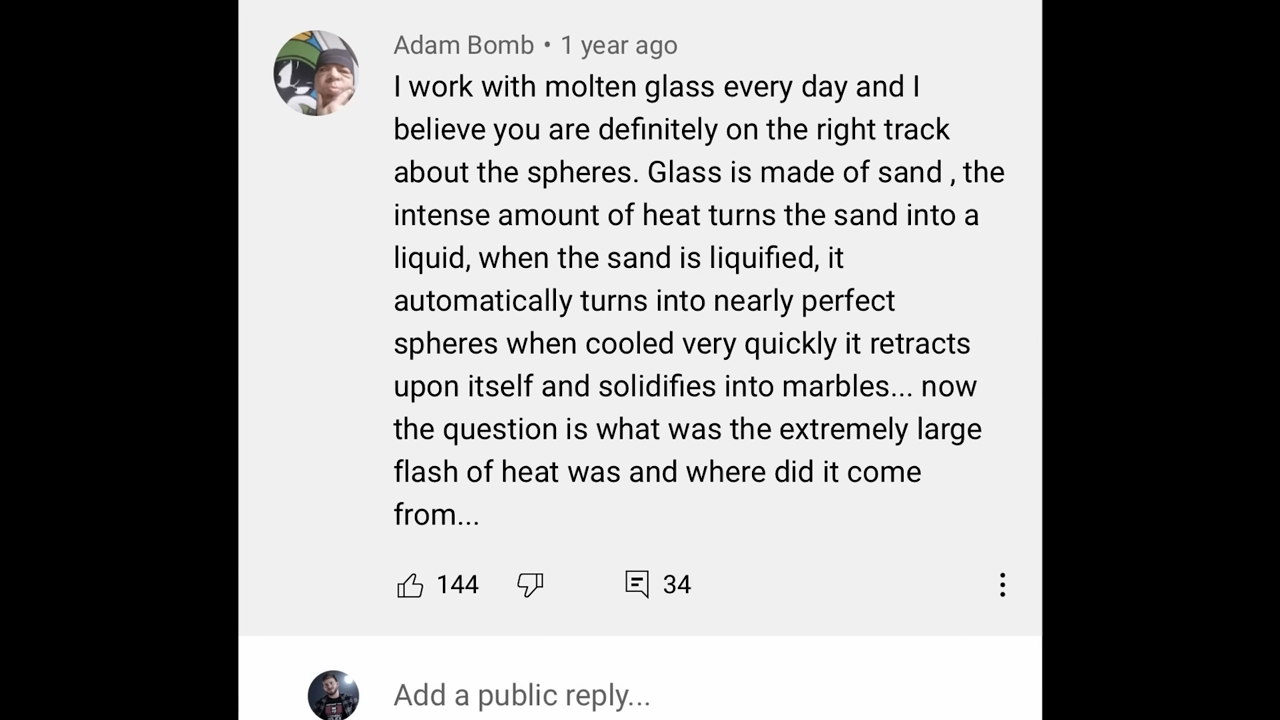 Adam Bomb • 1 year ago
I work with molten glass every day and I
believe you are definitely on the right track
about the spheres. Glass is made of sand , the
intense amount of heat turns the sand into a
liquid, when the sand is liquified, it
automatically turns into nearly perfect
spheres when cooled very quickly it retracts
upon itself and solidifies into marbles... now
the question is what was the extremely large
flash of heat was and where did it come
from...
144 34
Add a public reply...